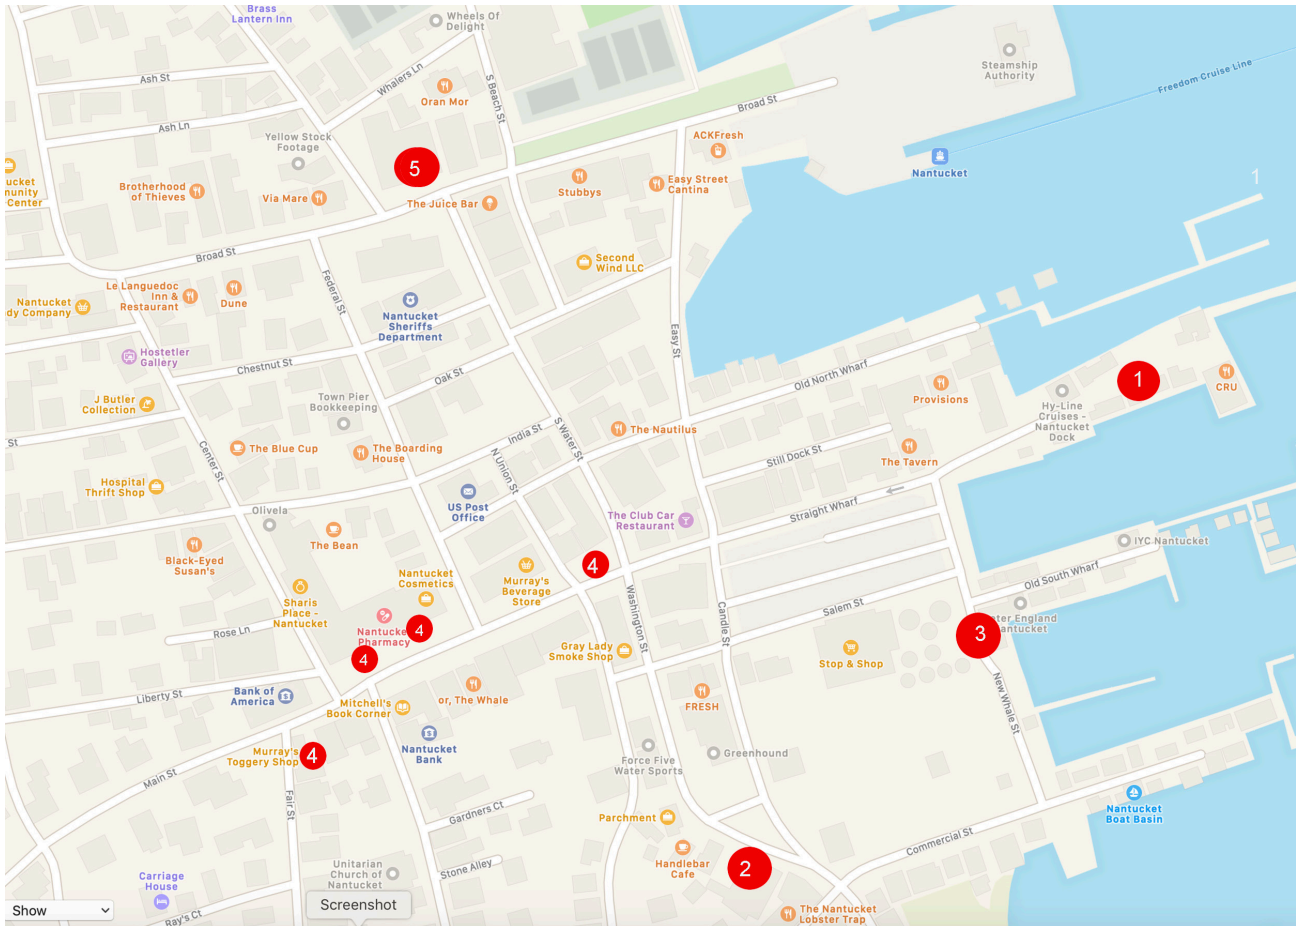 Brass
Lantern Inn
Wheels Of
Delight
Steamship
Authority
Ash St
Whalers Ln
S Beach St
Oran Mor
Broad St
Freedom Cruise Line
Ash Ln
Yellow Stock
Footage
ACKFresh
5
Nantucket
1
ucket
munity
Center
Brotherhood
of Thieves
Via Mare
The Juice Bar
Stubbys
Easy Street
Cantina
Broad St
Second
Wind LLC
Federal St
Le Languedoc
Inn &
Restaurant
Dune
Nantucket
dy Company
Nantucket
Sheriffs
Department
Easy St
Hostetler
Gallery
Chestnut St
Oak St
Old North Wharf
1
CRU
Provisions
J Butler
Collection
Town Pier
Bookkeeping
Hy-Line
Cruises -
Nantucket
Dock
St
Center St
The Blue Cup
The Boarding
House
India St
S Water St
The Nautilus
Still Dock St
The Tavern
N Union St
Hospital
Thrift Shop
US Post
Office
Olivela
The Club Car
Restaurant
Straight Wharf
The Bean
Black-Eyed
Susan's
IYC Nantucket
4
Nantucket
Cosmetics
Murray's
Beverage
Store
Old South Wharf
Sharis
Place -
Nantucket
Washington St
Candle St
Salem St
Rose Ln
Nantucket
Pharmacy
4
4
ter England
antucket
3
Gray Lady
Smoke Shop
Stop & Shop
Liberty St
Bank of
America
Mitchell's
Book Corner
or, The Whale
FRESH
New Whale St
Murray's
Toggery Shop
4
Nantucket
Bank
Force Five
Water Sports
Greenhound
Main St
Fair St
Gardners Ct
Nantucket
Boat Basin
Parchment
Commercial St
Handlebar
Cafe
2
Stone Alley
Unitarian
Church of
Nantucket
Carriage
House
Show
Screenshot
Ray's Ct
The Nantucket
Lobster Trap